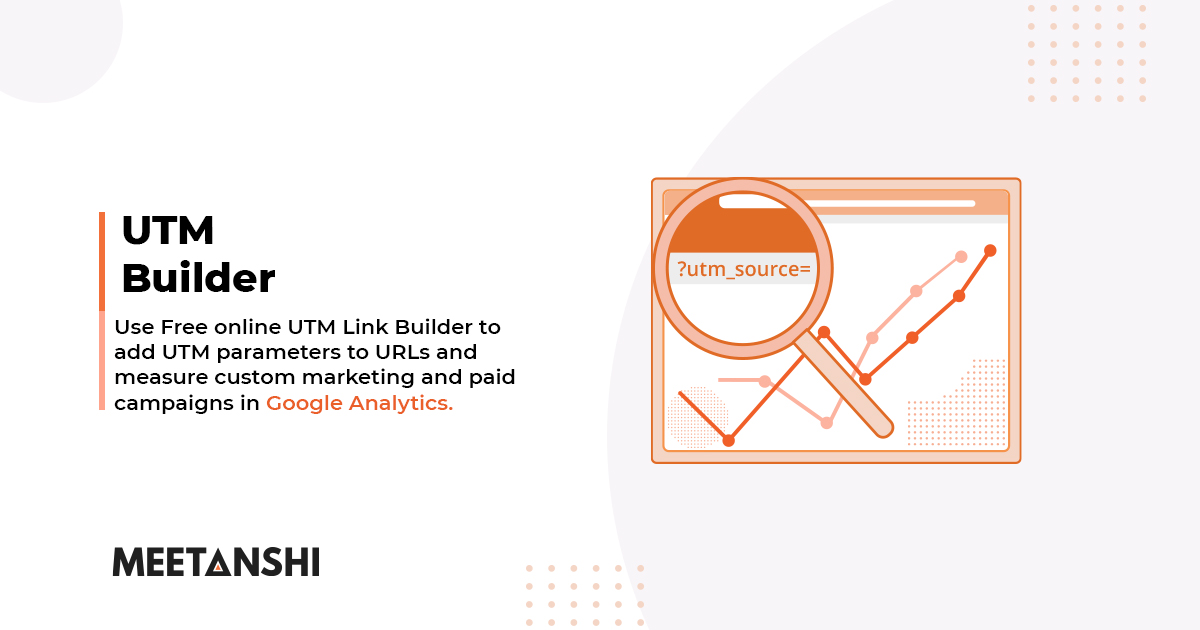 UTM
Builder
Use Free online UTM Link Builder to
add UTM parameters to URLs and
measure custom marketing and paid
campaigns in Google Analytics.
?utm_source=
MEETANSHI